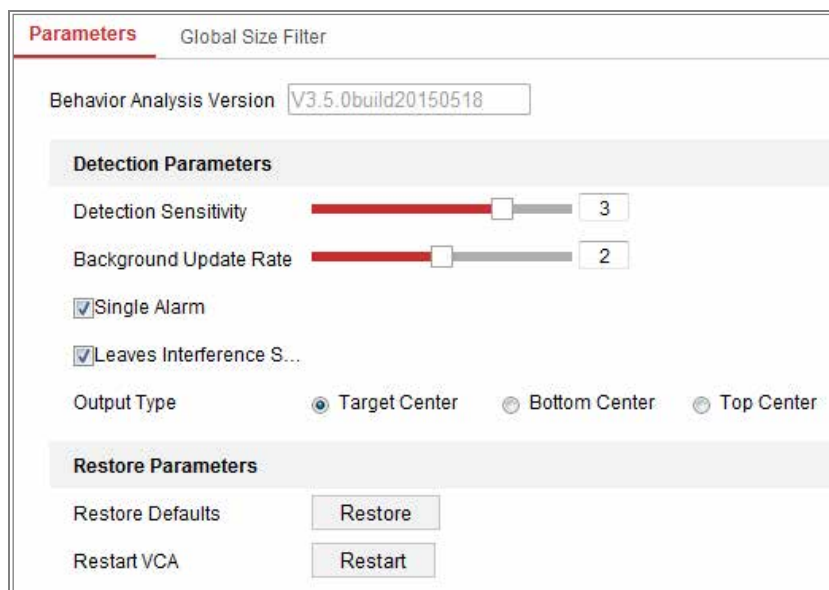 Parameters Global Size Filter
Behavior Analysis Version V3.5.0build20150518
Detection Parameters
Detection Sensitivity 3
Background Update Rate 2
Single Alarm
Leaves Interference S...
Output Type Target Center Bottom Center Top Center
Restore Parameters
Restore Defaults Restore
Restart VCA Restart